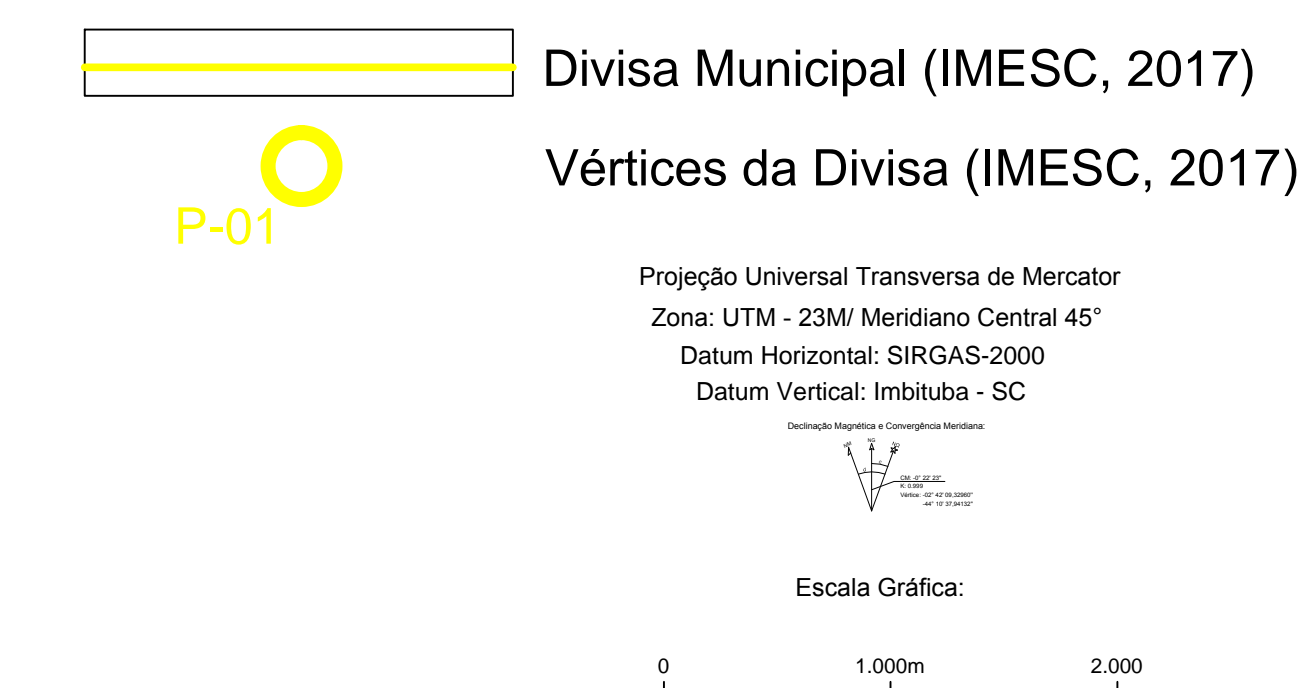 Divisa Municipal (IMESC, 2017)
Vértices da Divisa (IMESC, 2017)
P-01
Projeção Universal Transversa de Mercator
Zona: UTM - 23M/ Meridiano Central 45°
Datum Horizontal: SIRGAS-2000
Datum Vertical: Imbituba - SC
Declinação Magnética e Convergência Meridiana:
NM NG NQ
d c
CM: -0° 22' 23"
K: 0.999
Vértice: -02° 42' 09,32960"
-44° 10' 37,94132"
Escala Gráfica:
0 1.000m 2.000